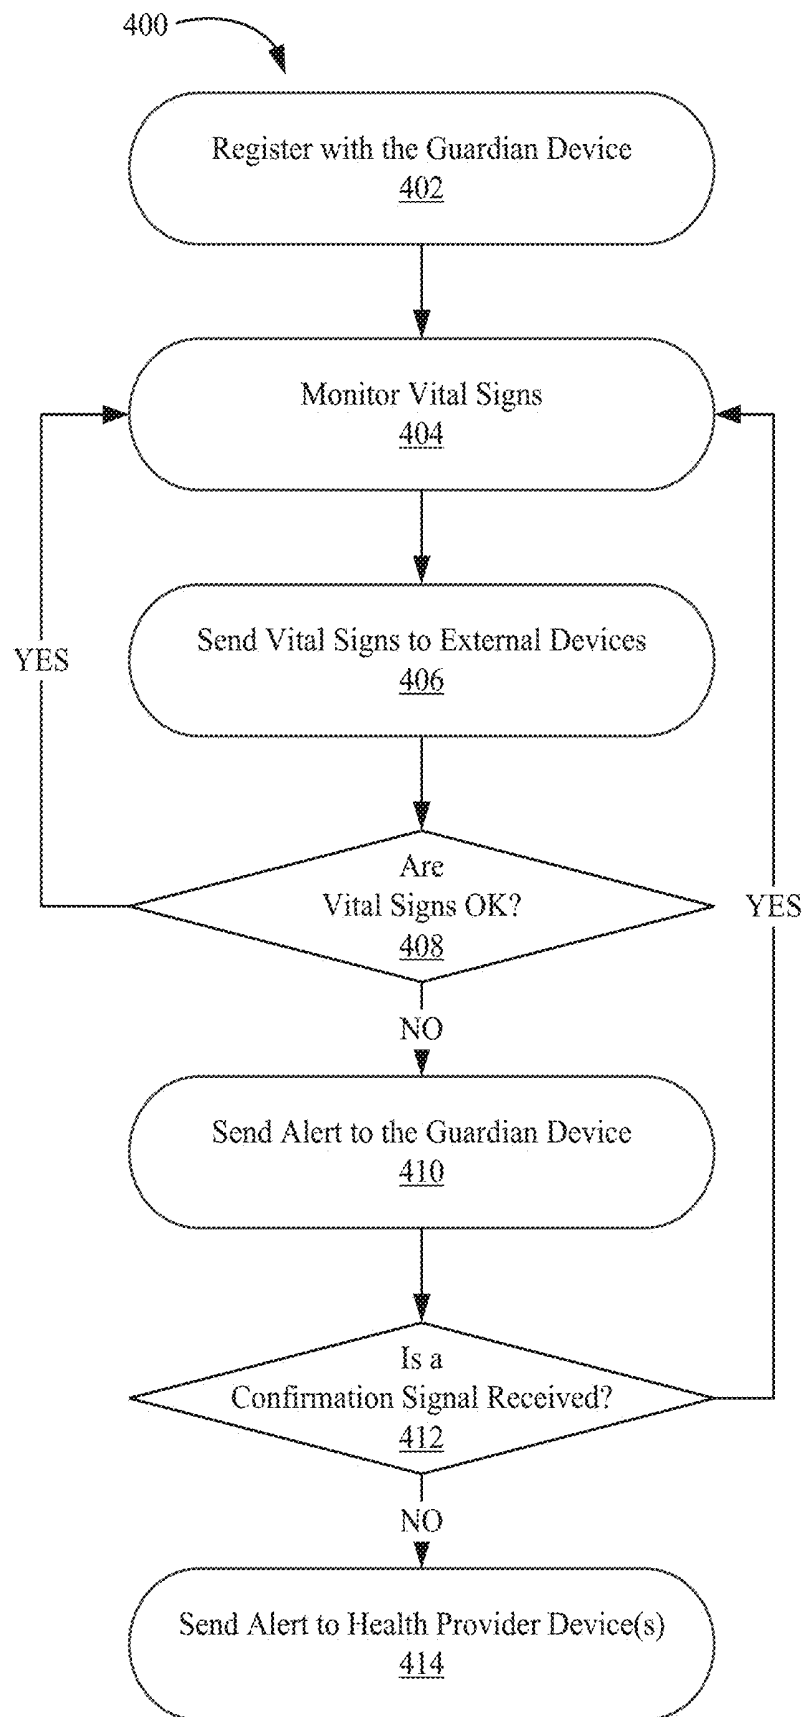 400
Register with the Guardian Device
402
Monitor Vital Signs
404
Send Vital Signs to External Devices
406
YES
Are
Vital Signs OK?
408
YES
NO
Send Alert to the Guardian Device
410
Is a
Confirmation Signal Received?
412
NO
Send Alert to Health Provider Device(s)
414